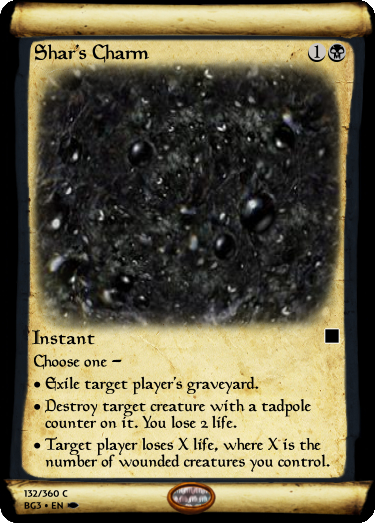 Shar's Charm 1
Instant
Choose one –
• Exile target player's graveyard.
• Destroy target creature with a tadpole
counter on it. You lose 2 life.
• Target player loses X life, where X is the
number of wounded creatures you control.
132/360 C
BG3 • EN